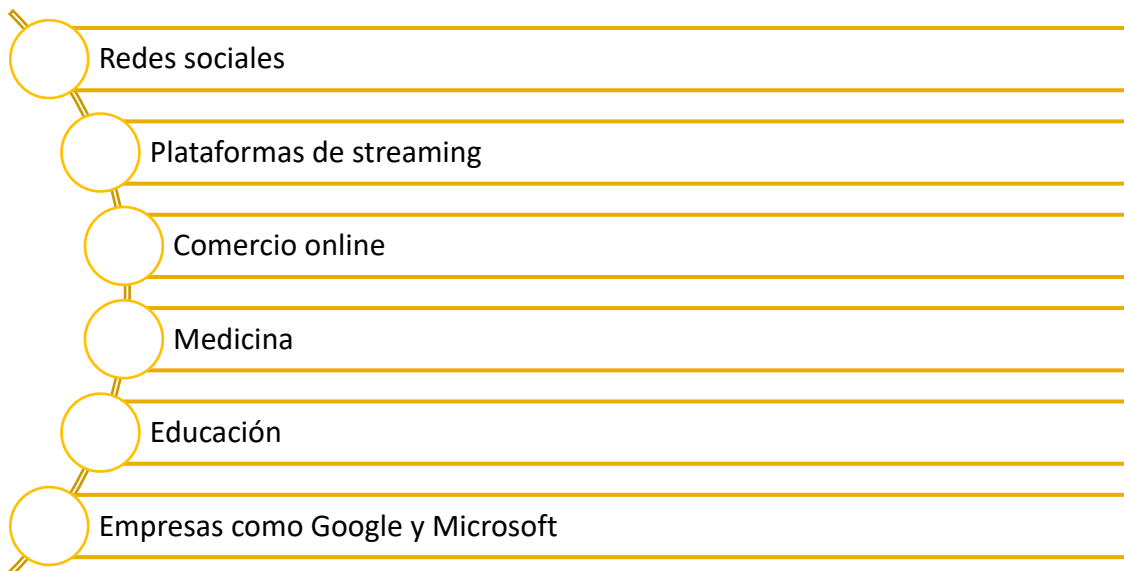 Redes sociales
Plataformas de streaming
Comercio online
Medicina
Educación
Empresas como Google y Microsoft